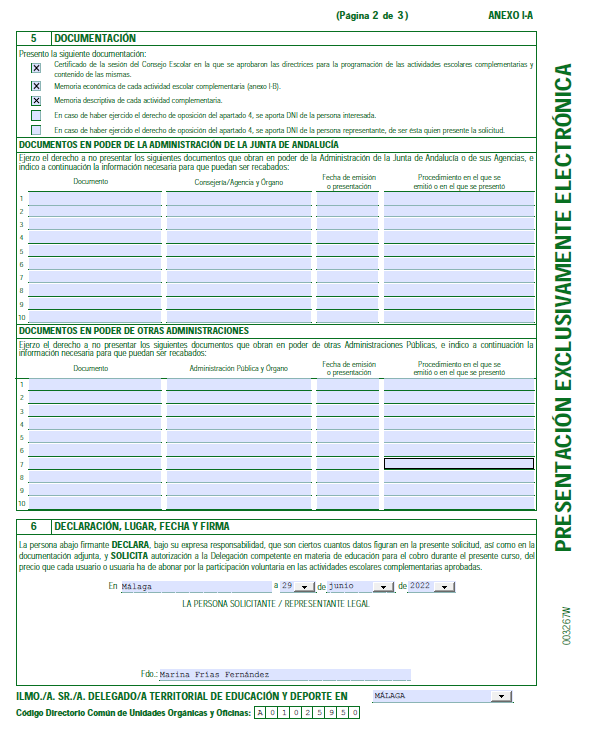 (Página 2 de 3) ANEXO I-A
5 DOCUMENTACIÓN
Presento la siguiente documentación:
X Certificado de la sesión del Consejo Escolar en la que se aprobaron las directrices para la programación de las actividades escolares complementarias y
contenido de las mismas.
X Memoria económica de cada actividad escolar complementaria (anexo I-B).
X Memoria descriptiva de cada actividad complementaria.
En caso de haber ejercido el derecho de oposición del apartado 4, se aporta DNI de la persona interesada.
En caso de haber ejercido el derecho de oposición del apartado 4, se aporta DNI de la persona representante, de ser ésta quien presente la solicitud.
DOCUMENTOS EN PODER DE LA ADMINISTRACIÓN DE LA JUNTA DE ANDALUCÍA
Ejerzo el derecho a no presentar los siguientes documentos que obran en poder de la Administración de la Junta de Andalucía o de sus Agencias, e
indico a continuación la información necesaria para que puedan ser recabados:
Documento Consejería/Agencia y Órgano Fecha de emisión o presentación Procedimiento en el que se emitió o en el que se presentó
1
2
3
4
5
6
7
8
9
10
DOCUMENTOS EN PODER DE OTRAS ADMINISTRACIONES
Ejerzo el derecho a no presentar los siguientes documentos que obran en poder de otras Administraciones Públicas, e indico a continuación la
información necesaria para que puedan ser recabados:
Documento Administración Pública y Órgano Fecha de emisión o presentación Procedimiento en el que se emitió o en el que se presentó
1
2
3
4
5
6
7
8
9
10
6 DECLARACIÓN, LUGAR, FECHA Y FIRMA
La persona abajo firmante DECLARA, bajo su expresa responsabilidad, que son ciertos cuantos datos figuran en la presente solicitud, así como en la
documentación adjunta, y SOLICITA autorización a la Delegación competente en materia de educación para el cobro durante el presente curso, del
precio que cada usuario o usuaria ha de abonar por la participación voluntaria en las actividades escolares complementarias aprobadas.
En Málaga a 29 de junio de 2022
LA PERSONA SOLICITANTE / REPRESENTANTE LEGAL
Fdo.: Marina Frías Fernández
ILMO./A. SR./A. DELEGADO/A TERRITORIAL DE EDUCACIÓN Y DEPORTE EN MÁLAGA
Código Directorio Común de Unidades Orgánicas y Oficinas: A 0 1 0 2 5 9 5 0
PRESENTACIÓN EXCLUSIVAMENTE ELECTRÓNICA
003267W